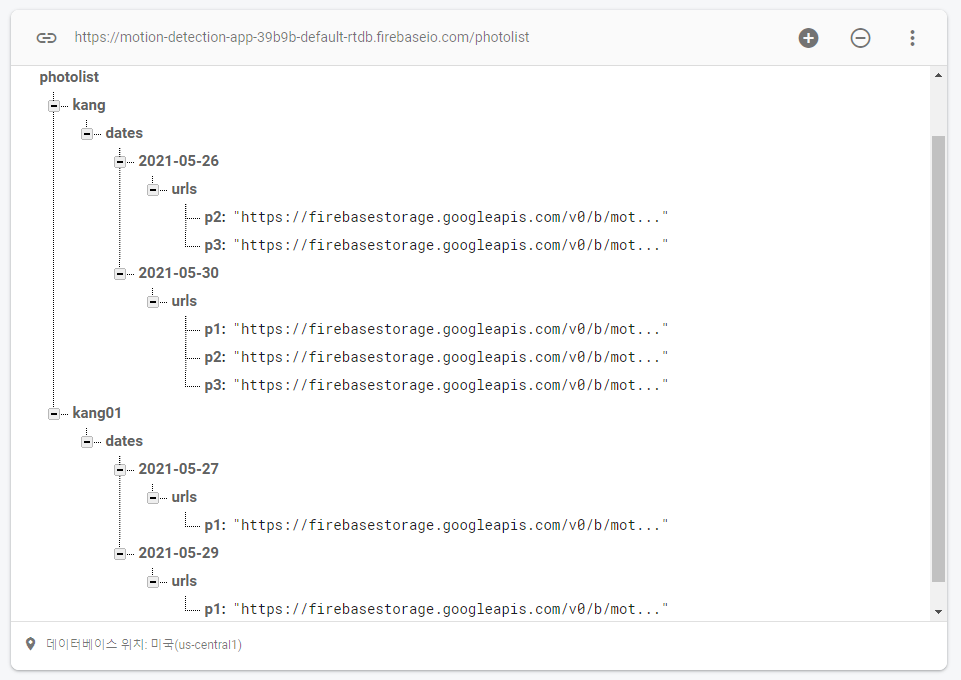 https://motion-detection-app-39b9b-default-rtdb.firebaseio.com/photolist
photolist
kang
dates
2021-05-26
urls
p2: "https://firebasestorage.googleapis.com/v0/b/mot..."
p3: "https://firebasestorage.googleapis.com/v0/b/mot..."
2021-05-30
urls
p1: "https://firebasestorage.googleapis.com/v0/b/mot..."
p2: "https://firebasestorage.googleapis.com/v0/b/mot..."
p3: "https://firebasestorage.googleapis.com/v0/b/mot..."
kang01
dates
2021-05-27
urls
p1: "https://firebasestorage.googleapis.com/v0/b/mot..."
2021-05-29
urls
p1: "https://firebasestorage.googleapis.com/v0/b/mot..."
데이터베이스 위치: 미국(us-central1)